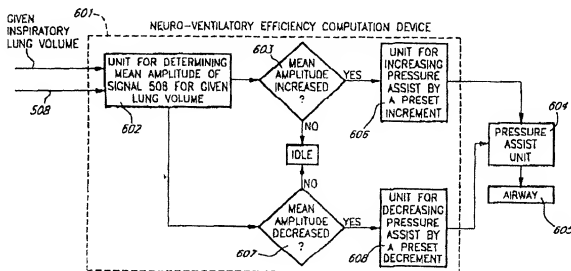 NEURO-VENTILATORY EFFICIENCY COMPUTATION DEVICE
601
GIVEN
INSPIRATORY
LUNG VOLUME
508
UNIT FOR DETERMINING
MEAN AMPLITUDE OF
SIGNAL 508 FOR GIVEN
LUNG VOLUME
602
603
MEAN
AMPLITUDE
INCREASED
?
YES
NO
UNIT FOR
INCREASING
PRESSURE
ASSIST BY
A PRESET
INCREMENT
606
604
PRESSURE
ASSIST
UNIT
AIRWAY
605
IDLE
NO
MEAN
AMPLITUDE
DECREASED
?
607
YES
UNIT FOR
DECREASING
PRESSURE
ASSIST BY
A PRESET
DECREMENT
608